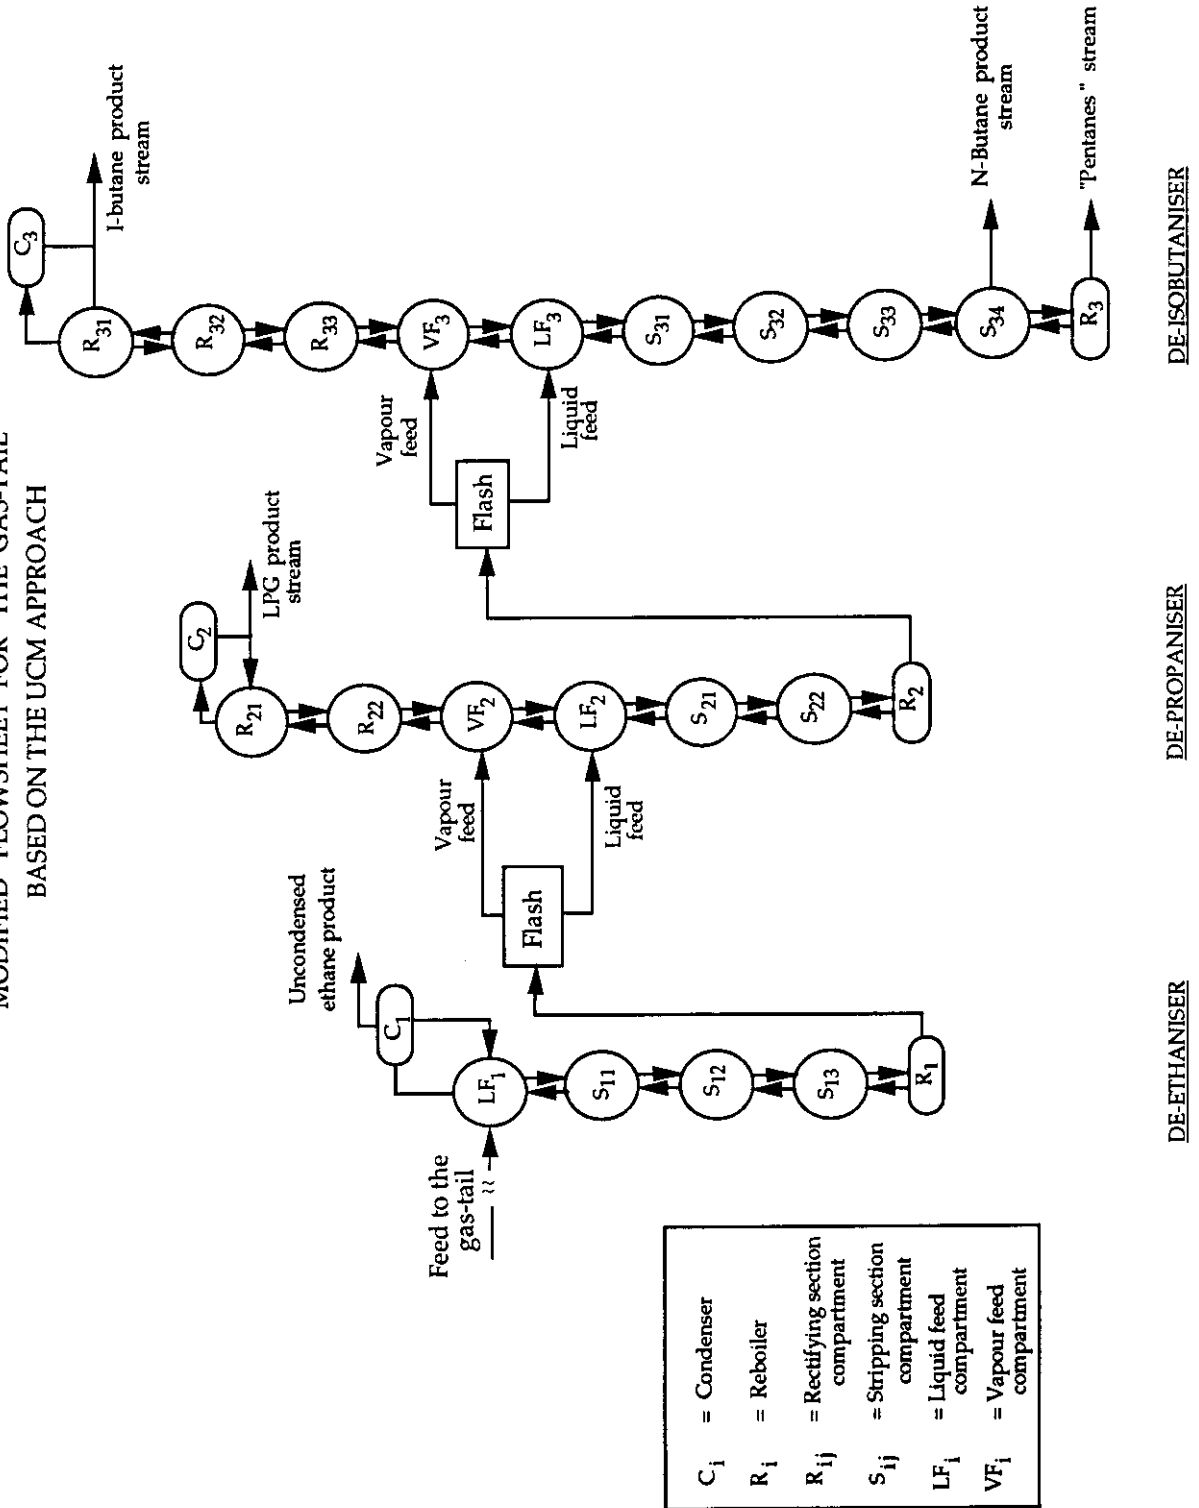 MODIFIED FLOWSHEET FOR THE GAS-TAIL
BASED ON THE UCM APPROACH
Feed to the
gas-tail
Uncondensed
ethane product
C1
LF1
S11
S12
S13
R1
DE-ETHANISER
Flash
Vapour
feed
Liquid
feed
C2
LPG product
stream
R21
R22
VF2
LF2
S21
S22
R2
DE-PROPANISER
Flash
Vapour
feed
Liquid
feed
C3
I-butane product
stream
R31
R32
R33
VF3
LF3
S31
S32
S33
S34
N-Butane product
stream
R3
"Pentanes" stream
DE-ISOBUTANISER
Ci = Condenser
Ri = Reboiler
Rij = Rectifying section
compartment
Sij = Stripping section
compartment
LFi = Liquid feed
compartment
VFi = Vapour feed
compartment